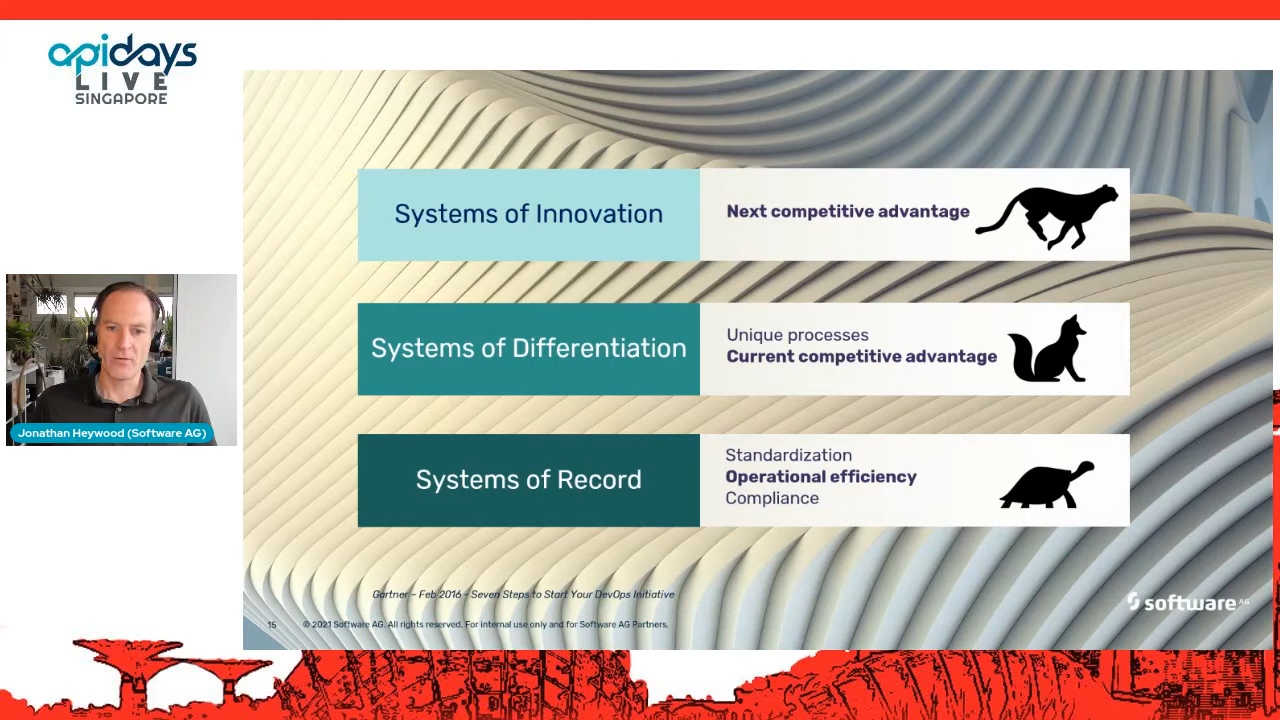 apidays
LIVE
SINGAPORE
Systems of Innovation
Next competitive advantage
Systems of Differentiation
Unique processes
Current competitive advantage
Systems of Record
Standardization
Operational efficiency
Compliance
Jonathan Heywood (Software AG)
Gartner – Feb 2016 - Seven Steps to Start Your DevOps Initiative
15
© 2021 Software AG. All rights reserved. For internal use only and for Software AG Partners.
software AG